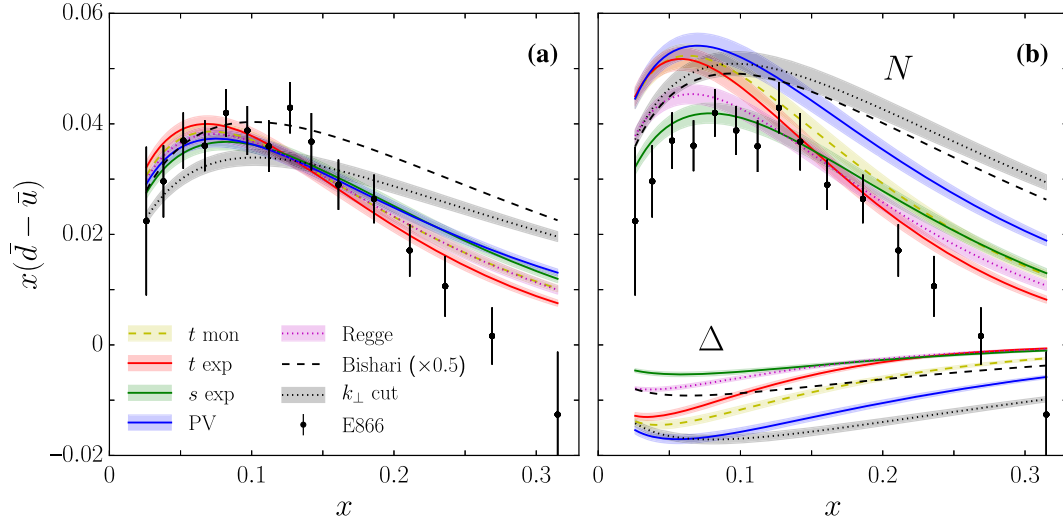 0.06
0.04
0.02
0
−0.02
x(d̄ − ū)
(a)
t mon
t exp
s exp
PV
Regge
Bishari (×0.5)
k⊥ cut
E866
0 0.1 0.2 0.3
x
(b)
N
Δ
0 0.1 0.2 0.3
x